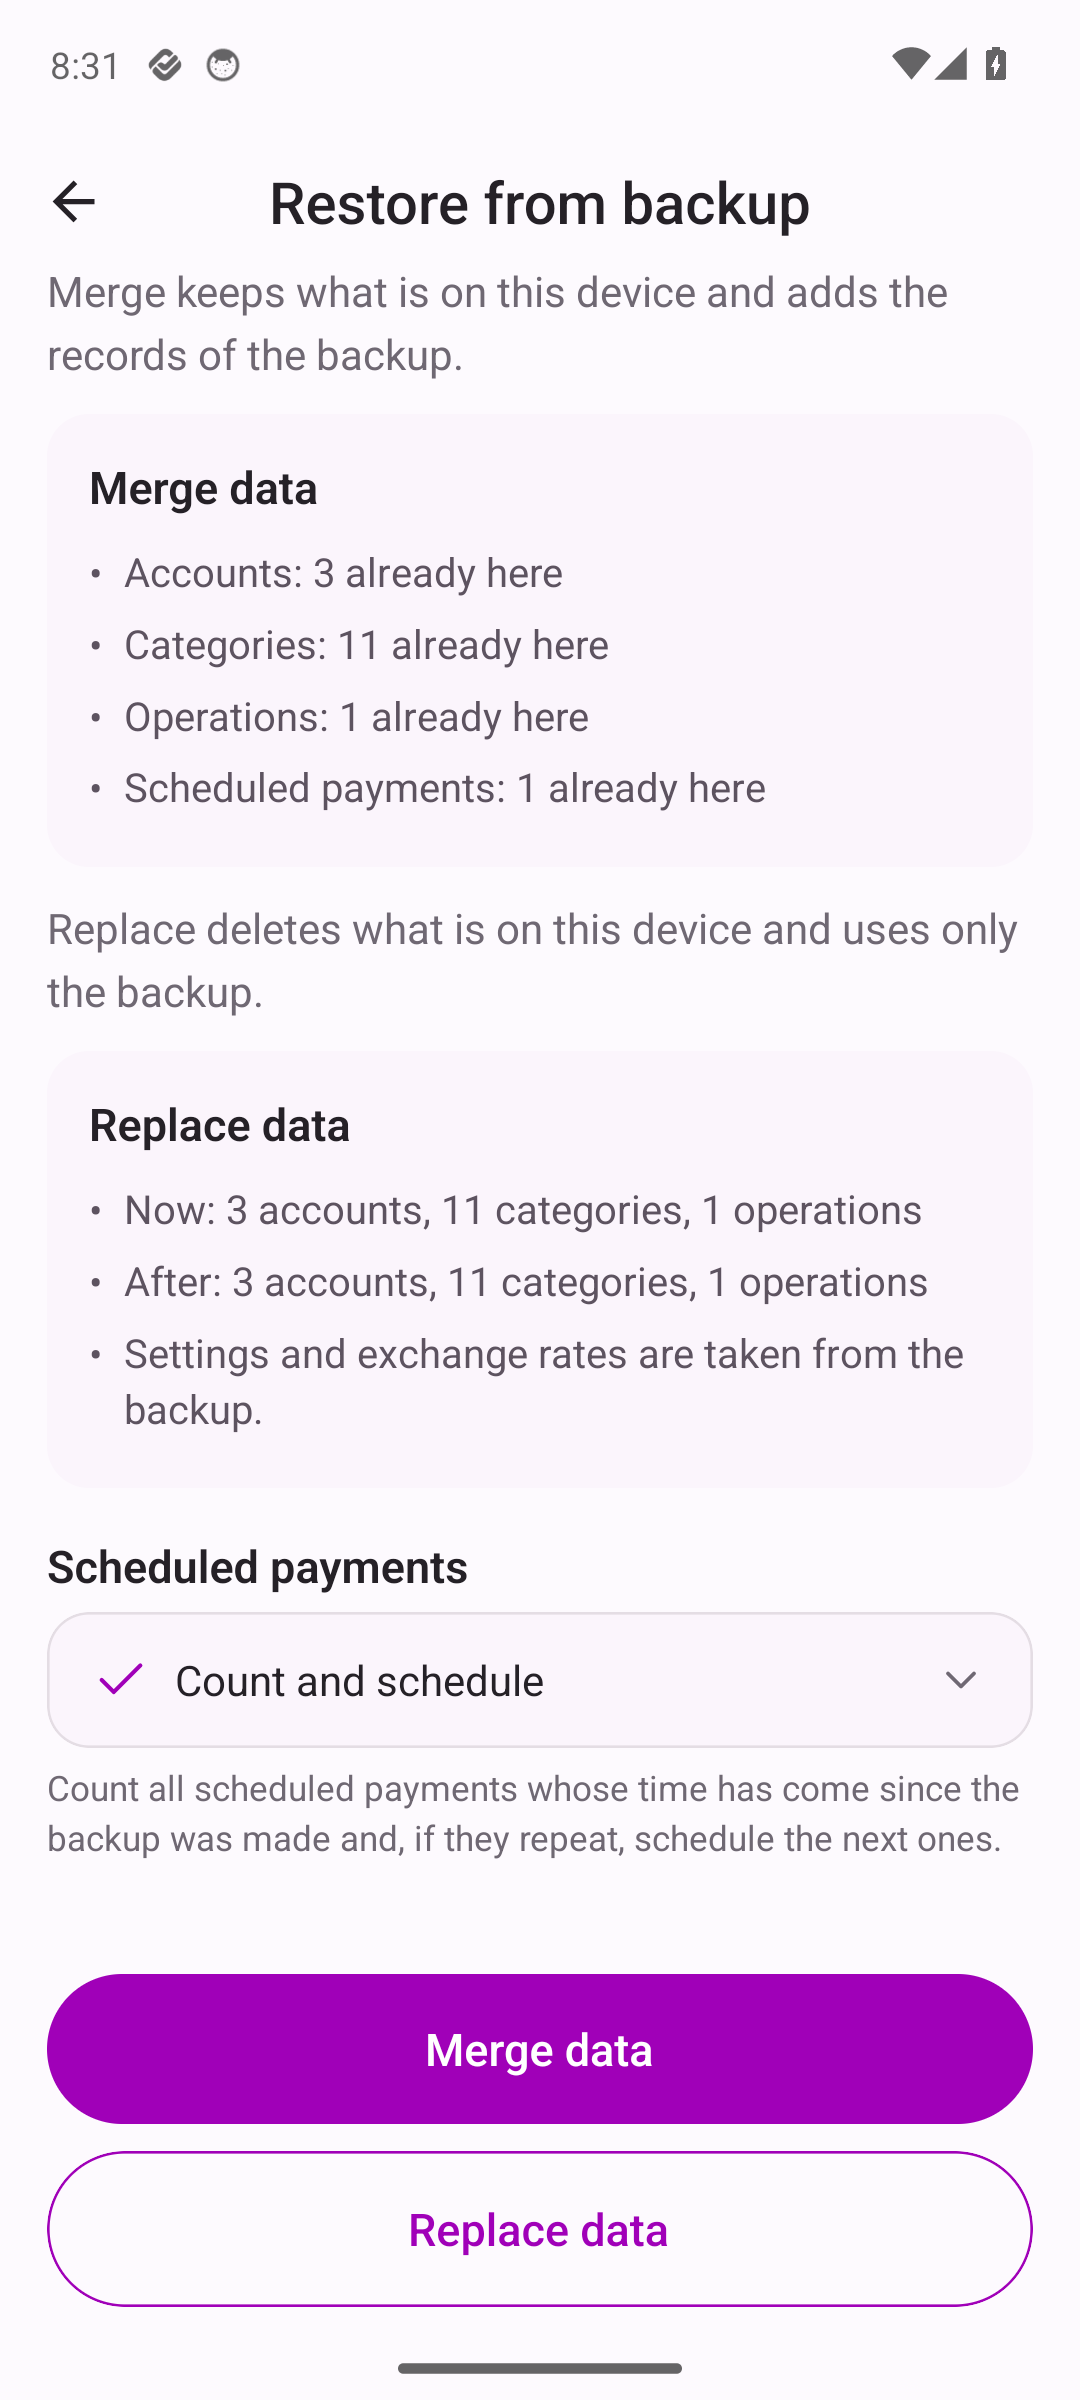 8:31
Restore from backup
Merge keeps what is on this device and adds the
records of the backup.
Merge data
• Accounts: 3 already here
• Categories: 11 already here
• Operations: 1 already here
• Scheduled payments: 1 already here
Replace deletes what is on this device and uses only
the backup.
Replace data
• Now: 3 accounts, 11 categories, 1 operations
• After: 3 accounts, 11 categories, 1 operations
• Settings and exchange rates are taken from the
backup.
Scheduled payments
Count and schedule
Count all scheduled payments whose time has come since the
backup was made and, if they repeat, schedule the next ones.
Merge data
Replace data